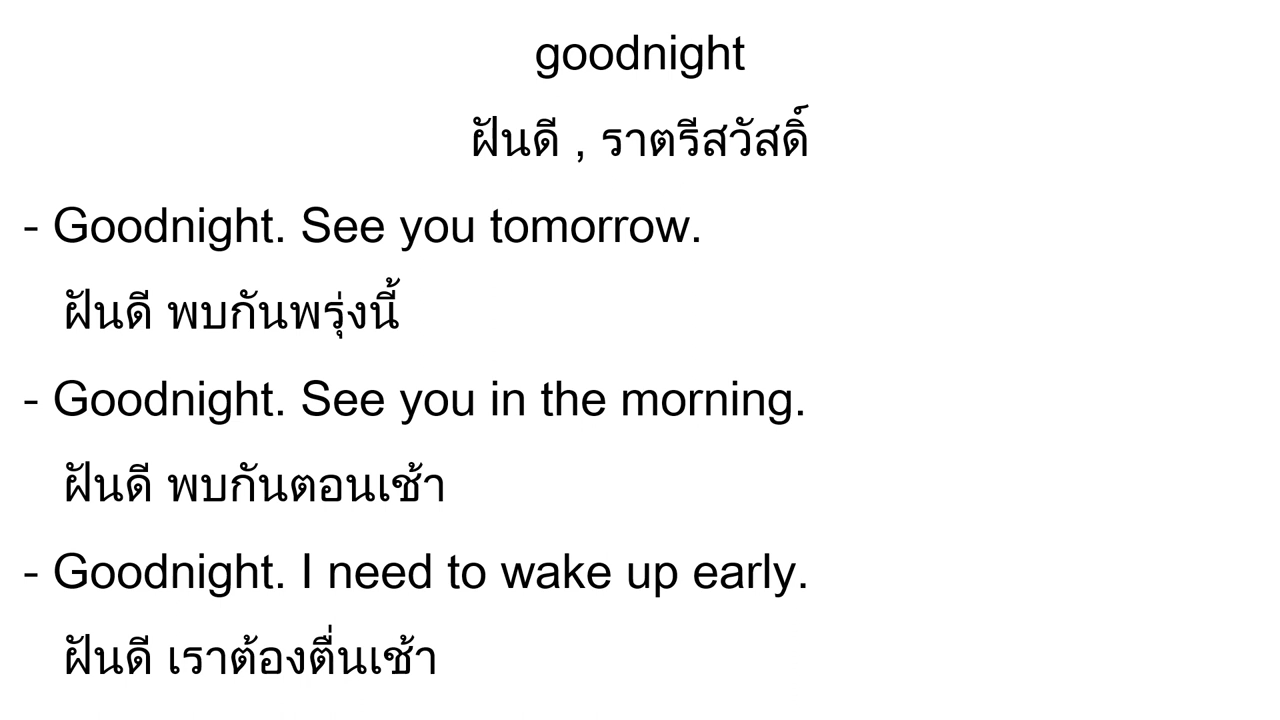 goodnight
ฝันดี , ราตรีสวัสดิ์
- Goodnight. See you tomorrow.
ฝันดี พบกันพรุ่งนี้
- Goodnight. See you in the morning.
ฝันดี พบกันตอนเช้า
- Goodnight. I need to wake up early.
ฝันดี เราต้องตื่นเช้า